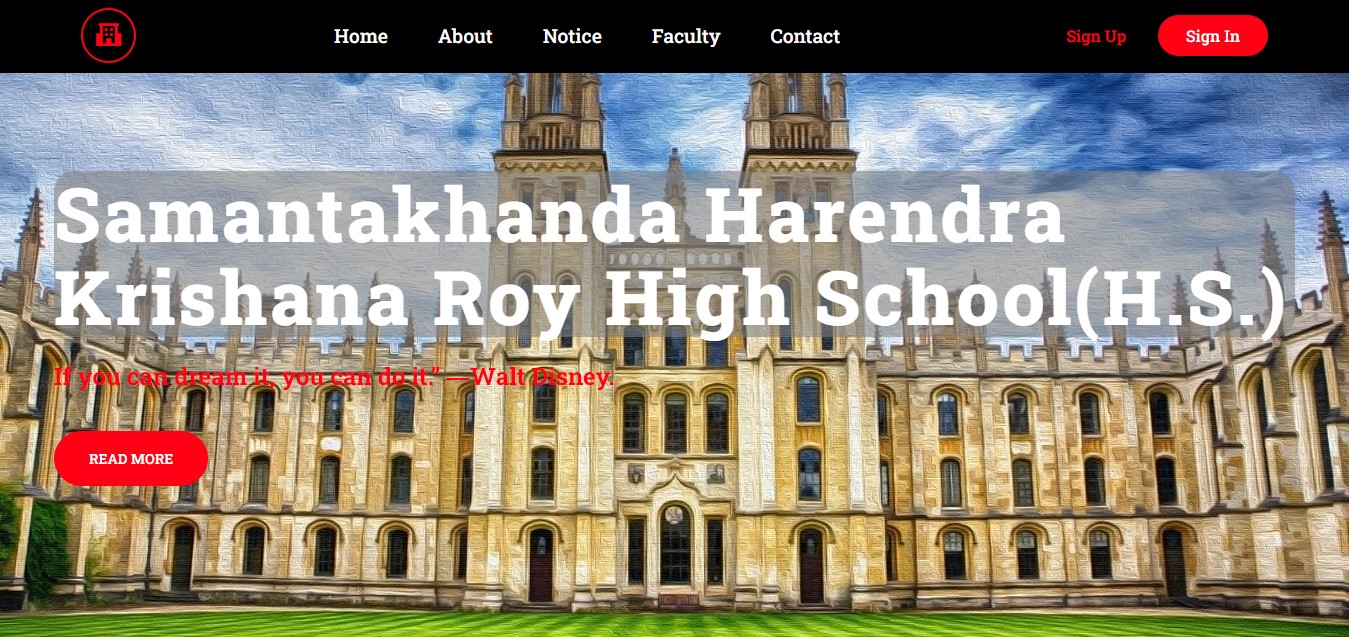 Home About Notice Faculty Contact Sign Up Sign In
Samantakhanda Harendra
Krishana Roy High School(H.S.)
If you can dream it, you can do it.” —Walt Disney.
READ MORE